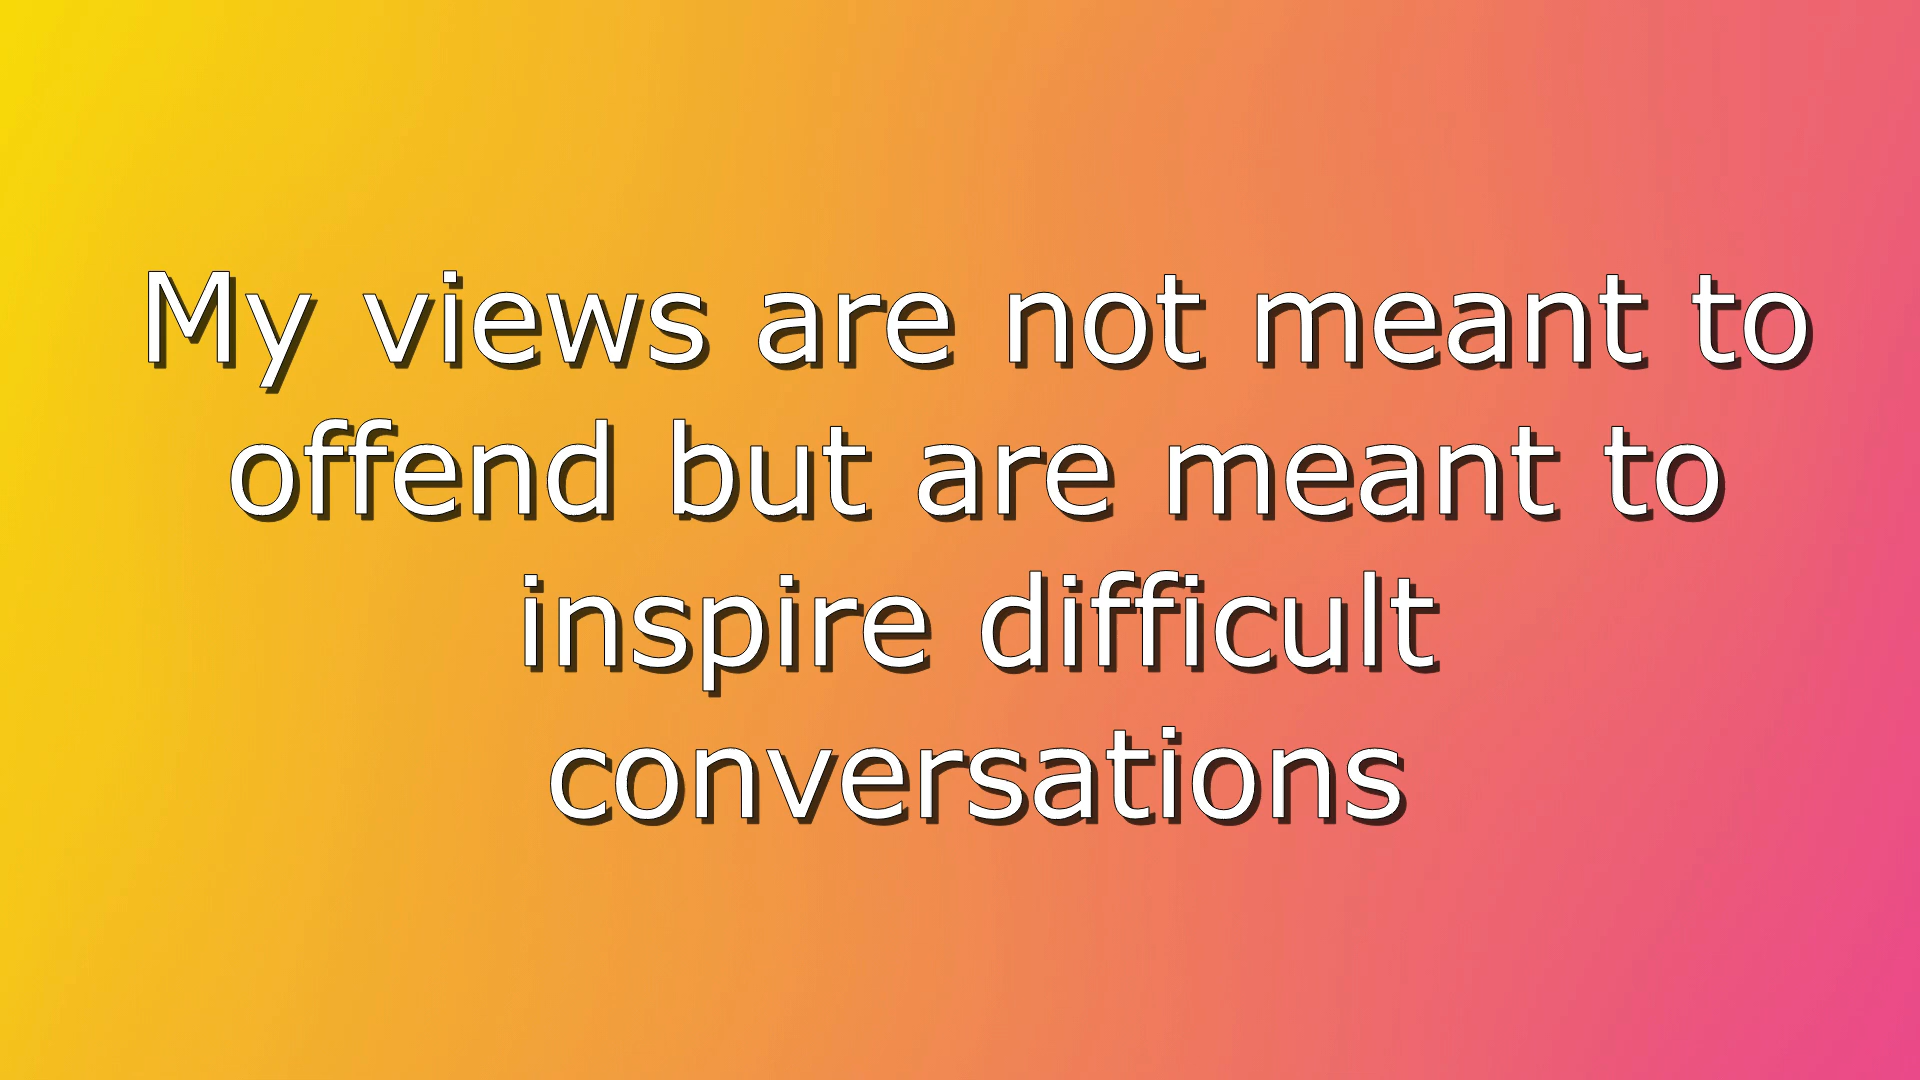 My views are not meant to
offend but are meant to
inspire difficult
conversations